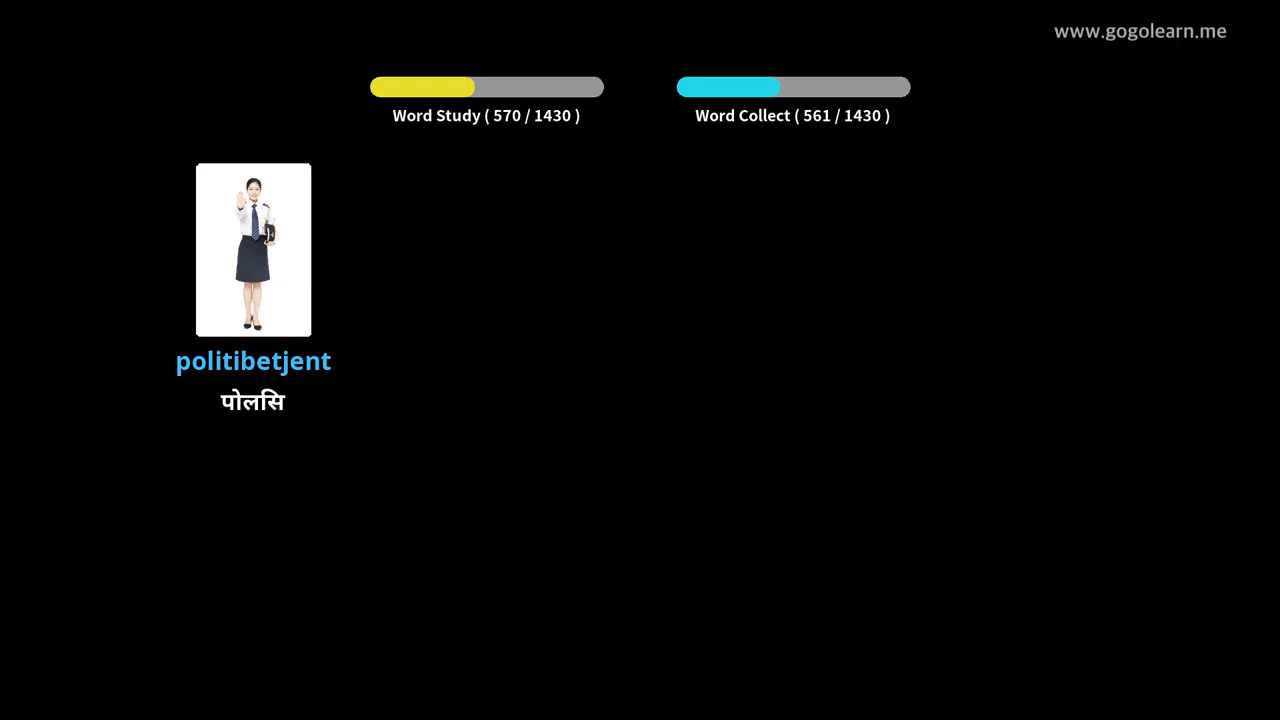 www.gogolearn.me
Word Study ( 570 / 1430 )
Word Collect ( 561 / 1430 )
politibetjent
पोलसि